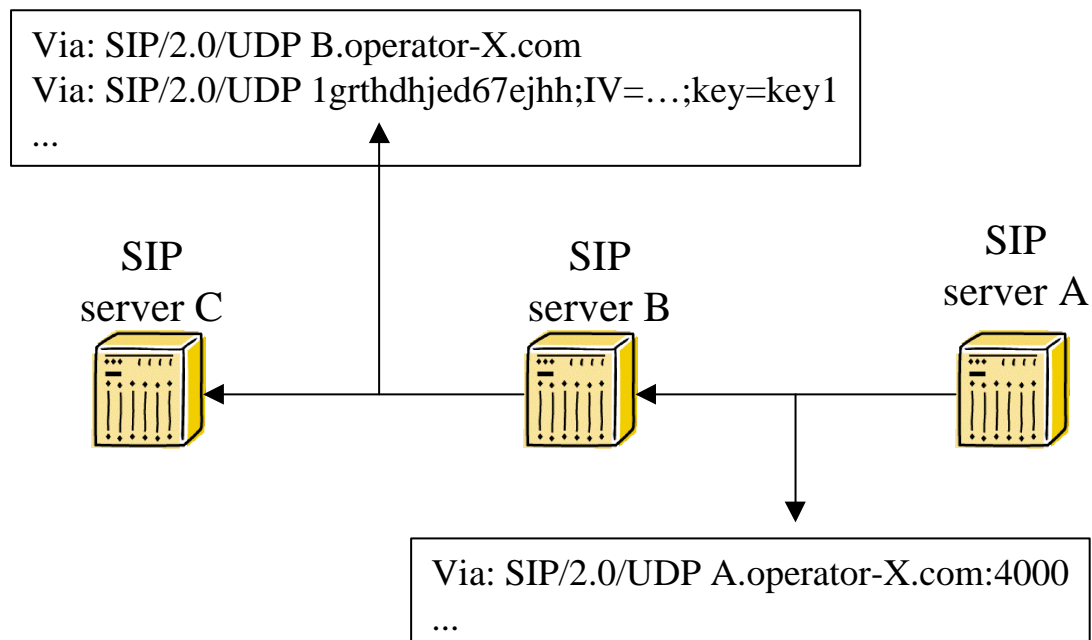 Via: SIP/2.0/UDP B.operator-X.com
Via: SIP/2.0/UDP 1grthdhjed67ejhh;IV=…;key=key1
...
SIP
server C
SIP
server B
SIP
server A
Via: SIP/2.0/UDP A.operator-X.com:4000
...